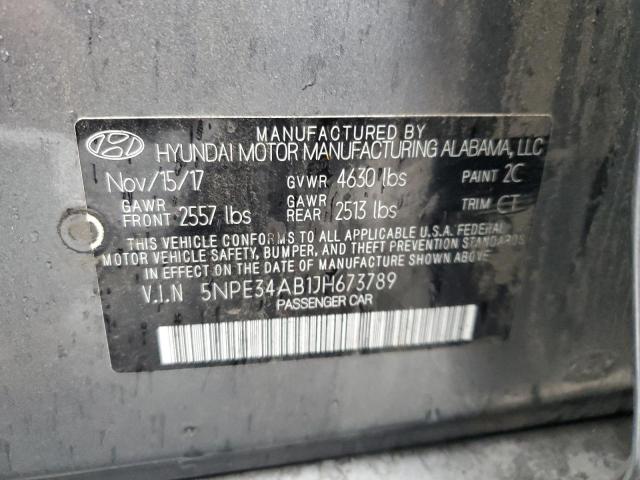 MANUFACTURED BY
HYUNDAI MOTOR MANUFACTURING ALABAMA, LLC
Nov/15/17 GVWR 4630 lbs PAINT 2C
GAWR FRONT 2557 lbs GAWR REAR 2513 lbs TRIM CT
THIS VEHICLE CONFORMS TO ALL APPLICABLE U.S.A. FEDERAL
MOTOR VEHICLE SAFETY, BUMPER, AND THEFT PREVENTION STANDARDS
IN EFFECT ON THE DATE OF MANUFACTURE SHOWN ABOVE.
V.I.N 5NPE34AB1JH673789
PASSENGER CAR